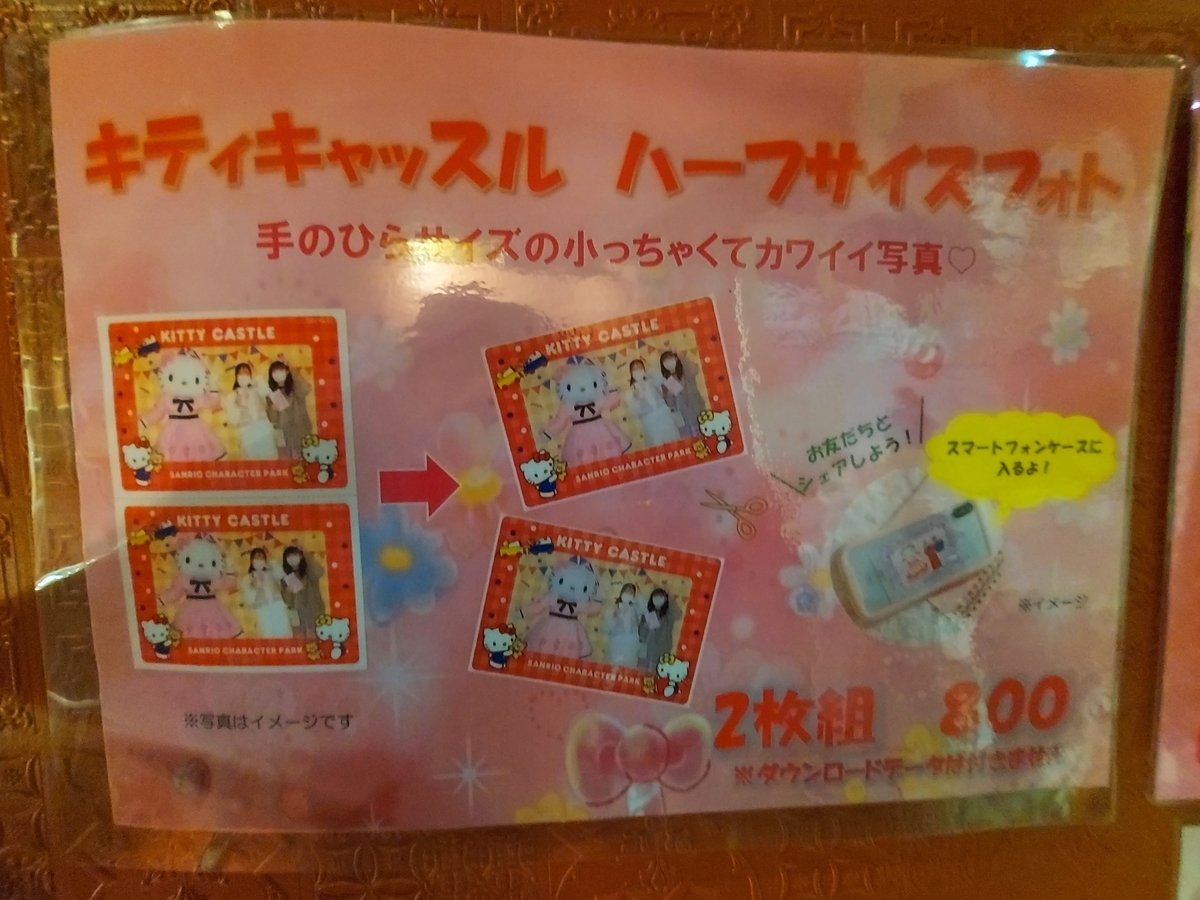 キティキャッスル ハーフサイズフォト
手のひらサイズの小っちゃくてカワイイ写真♡
KITTY CASTLE
SANRIO CHARACTER PARK
KITTY CASTLE
SANRIO CHARACTER PARK
KITTY CASTLE
SANRIO CHARACTER PARK
KITTY CASTLE
SANRIO CHARACTER PARK
お友だちと
シェアしよう！
スマートフォンケースに
入るよ！
※イメージ
※写真はイメージです
2枚組 800
※ダウンロードデータは付きません